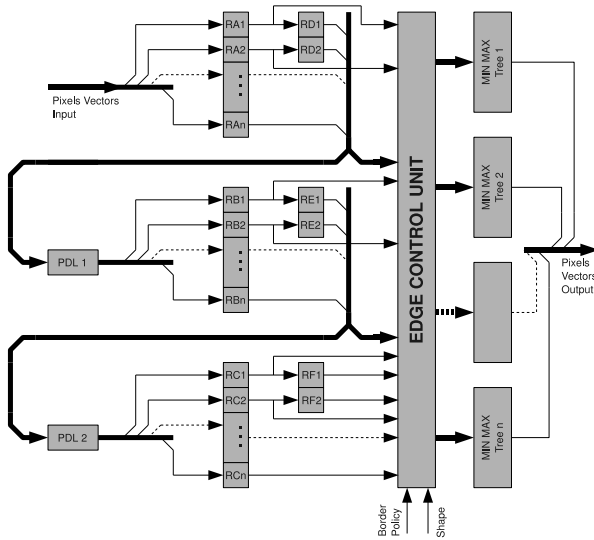 RA1
RD1
RA2
RD2
RAn
Pixels Vectors
Input
MIN MAX
Tree 1
EDGE CONTROL UNIT
RB1
RE1
RB2
RE2
RBn
PDL 1
MIN MAX
Tree 2
Pixels
Vectors
Output
RC1
RF1
RC2
RF2
RCn
PDL 2
MIN MAX
Tree n
Border
Policy
Shape